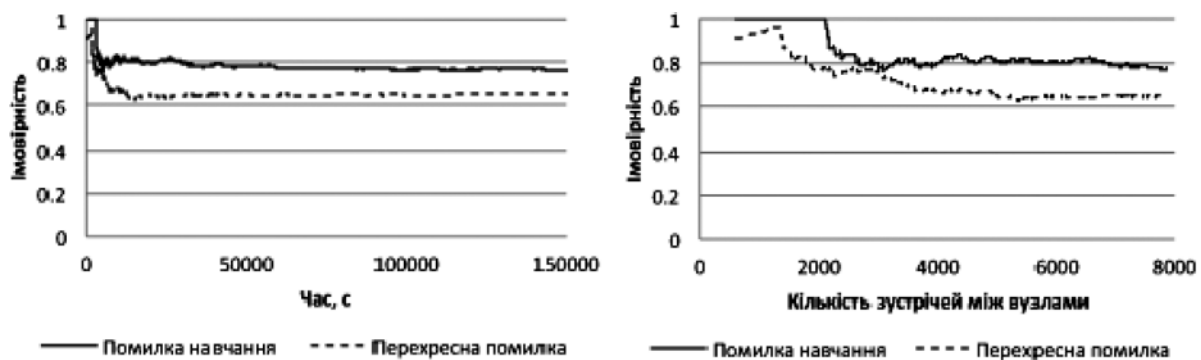 1
0.8
0.6
0.4
0.2
0
Імовірність
0 50000 100000 150000
Час, с
Помилка навчання Перехресна помилка
1
0.8
0.6
0.4
0.2
0
Імовірність
0 2000 4000 6000 8000
Кількість зустрічей між вузлами
Помилка навчання Перехресна помилка